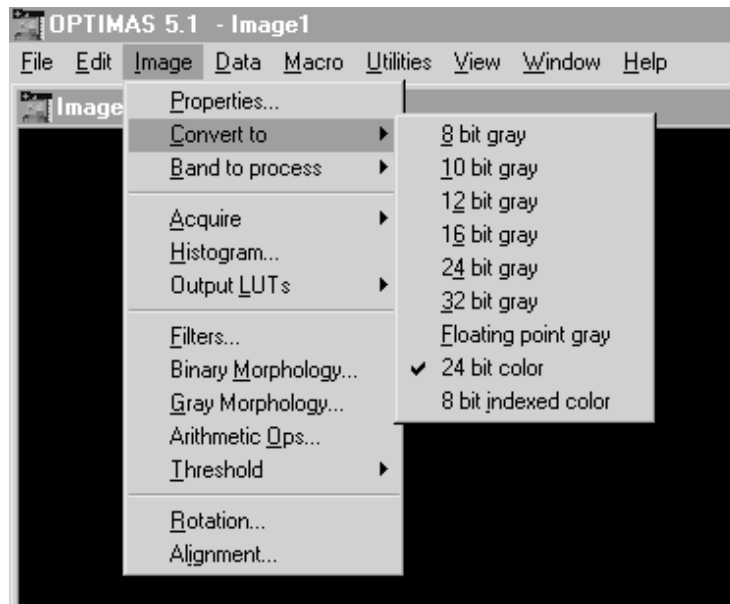 OPTIMAS 5.1 - Image1
File Edit Image Data Macro Utilities View Window Help
Image
Properties...
Convert to
Band to process
Acquire
Histogram...
Output LUTs
Filters...
Binary Morphology...
Gray Morphology...
Arithmetic Ops...
Threshold
Rotation...
Alignment...
8 bit gray
10 bit gray
12 bit gray
16 bit gray
24 bit gray
32 bit gray
Floating point gray
24 bit color
8 bit indexed color